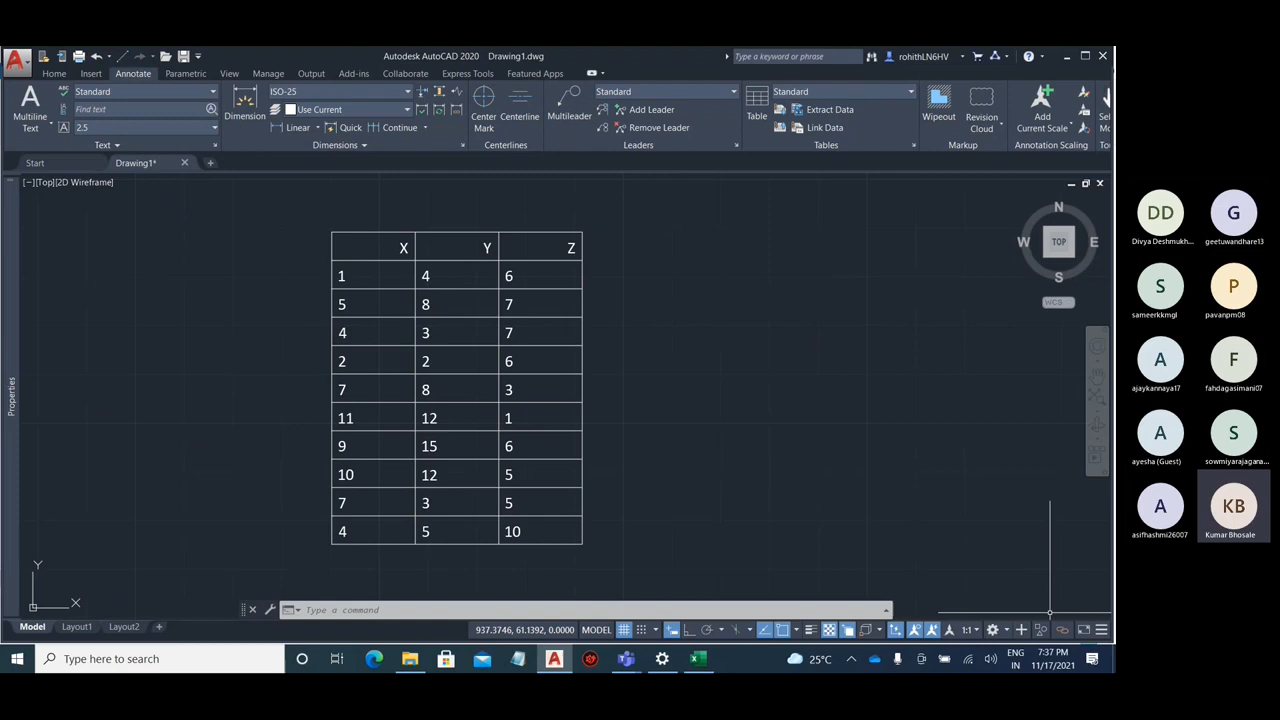 Autodesk AutoCAD 2020 Drawing1.dwg
Type a keyword or phrase
rohithLN6HV
Home Insert Annotate Parametric View Manage Output Add-ins Collaborate Express Tools Featured Apps
Multiline
Text
Standard
Find text
2.5
Text
Dimension
ISO-25
Use Current
Linear Quick Continue
Dimensions
Center
Mark
Centerline
Centerlines
Multileader
Standard
Add Leader
Remove Leader
Leaders
Table
Standard
Extract Data
Link Data
Tables
Wipeout
Revision
Cloud
Markup
Add
Current Scale
Annotation Scaling
Start Drawing1*
[−][Top][2D Wireframe]
N
W TOP E
S
WCS
Properties
X Y Z
1 4 6
5 8 7
4 3 7
2 2 6
7 8 3
11 12 1
9 15 6
10 12 5
7 3 5
4 5 10
Y
X
Type a command
Model Layout1 Layout2
937.3746, 61.1392, 0.0000 MODEL
1:1
Type here to search
25°C
ENG
IN
7:37 PM
11/17/2021
DD
Divya Deshmukh...
G
geetuwandhare13
S
sameerkkmgl
P
pavanpm08
A
ajaykannaya17
F
fahdagasimani07
A
ayesha (Guest)
S
sowmiyarajagana...
A
asifhashmi26007
KB
Kumar Bhosale